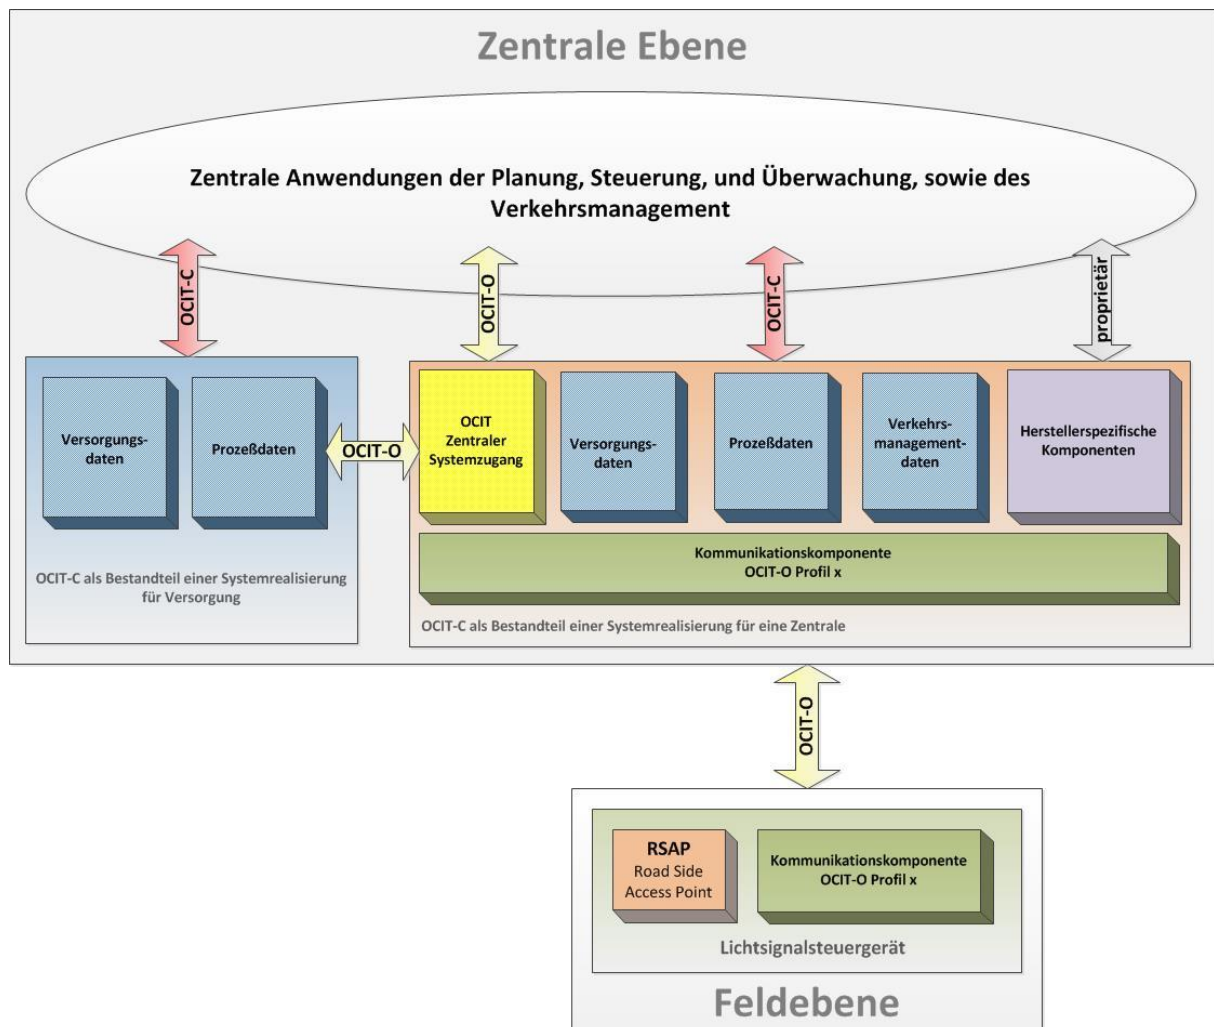 Zentrale Ebene
Zentrale Anwendungen der Planung, Steuerung, und Überwachung, sowie des
Verkehrsmanagement
OCIT-C
OCIT-O
OCIT-C
proprietär
Versorgungs-
daten
Prozeßdaten
OCIT-O
OCIT
Zentraler
Systemzugang
Versorgungs-
daten
Prozeßdaten
Verkehrs-
management-
daten
Herstellerspezifische
Komponenten
Kommunikationskomponente
OCIT-O Profil x
OCIT-C als Bestandteil einer Systemrealisierung
für Versorgung
OCIT-C als Bestandteil einer Systemrealisierung für eine Zentrale
OCIT-O
RSAP
Road Side
Access Point
Kommunikationskomponente
OCIT-O Profil x
Lichtsignalsteuergerät
Feldebene